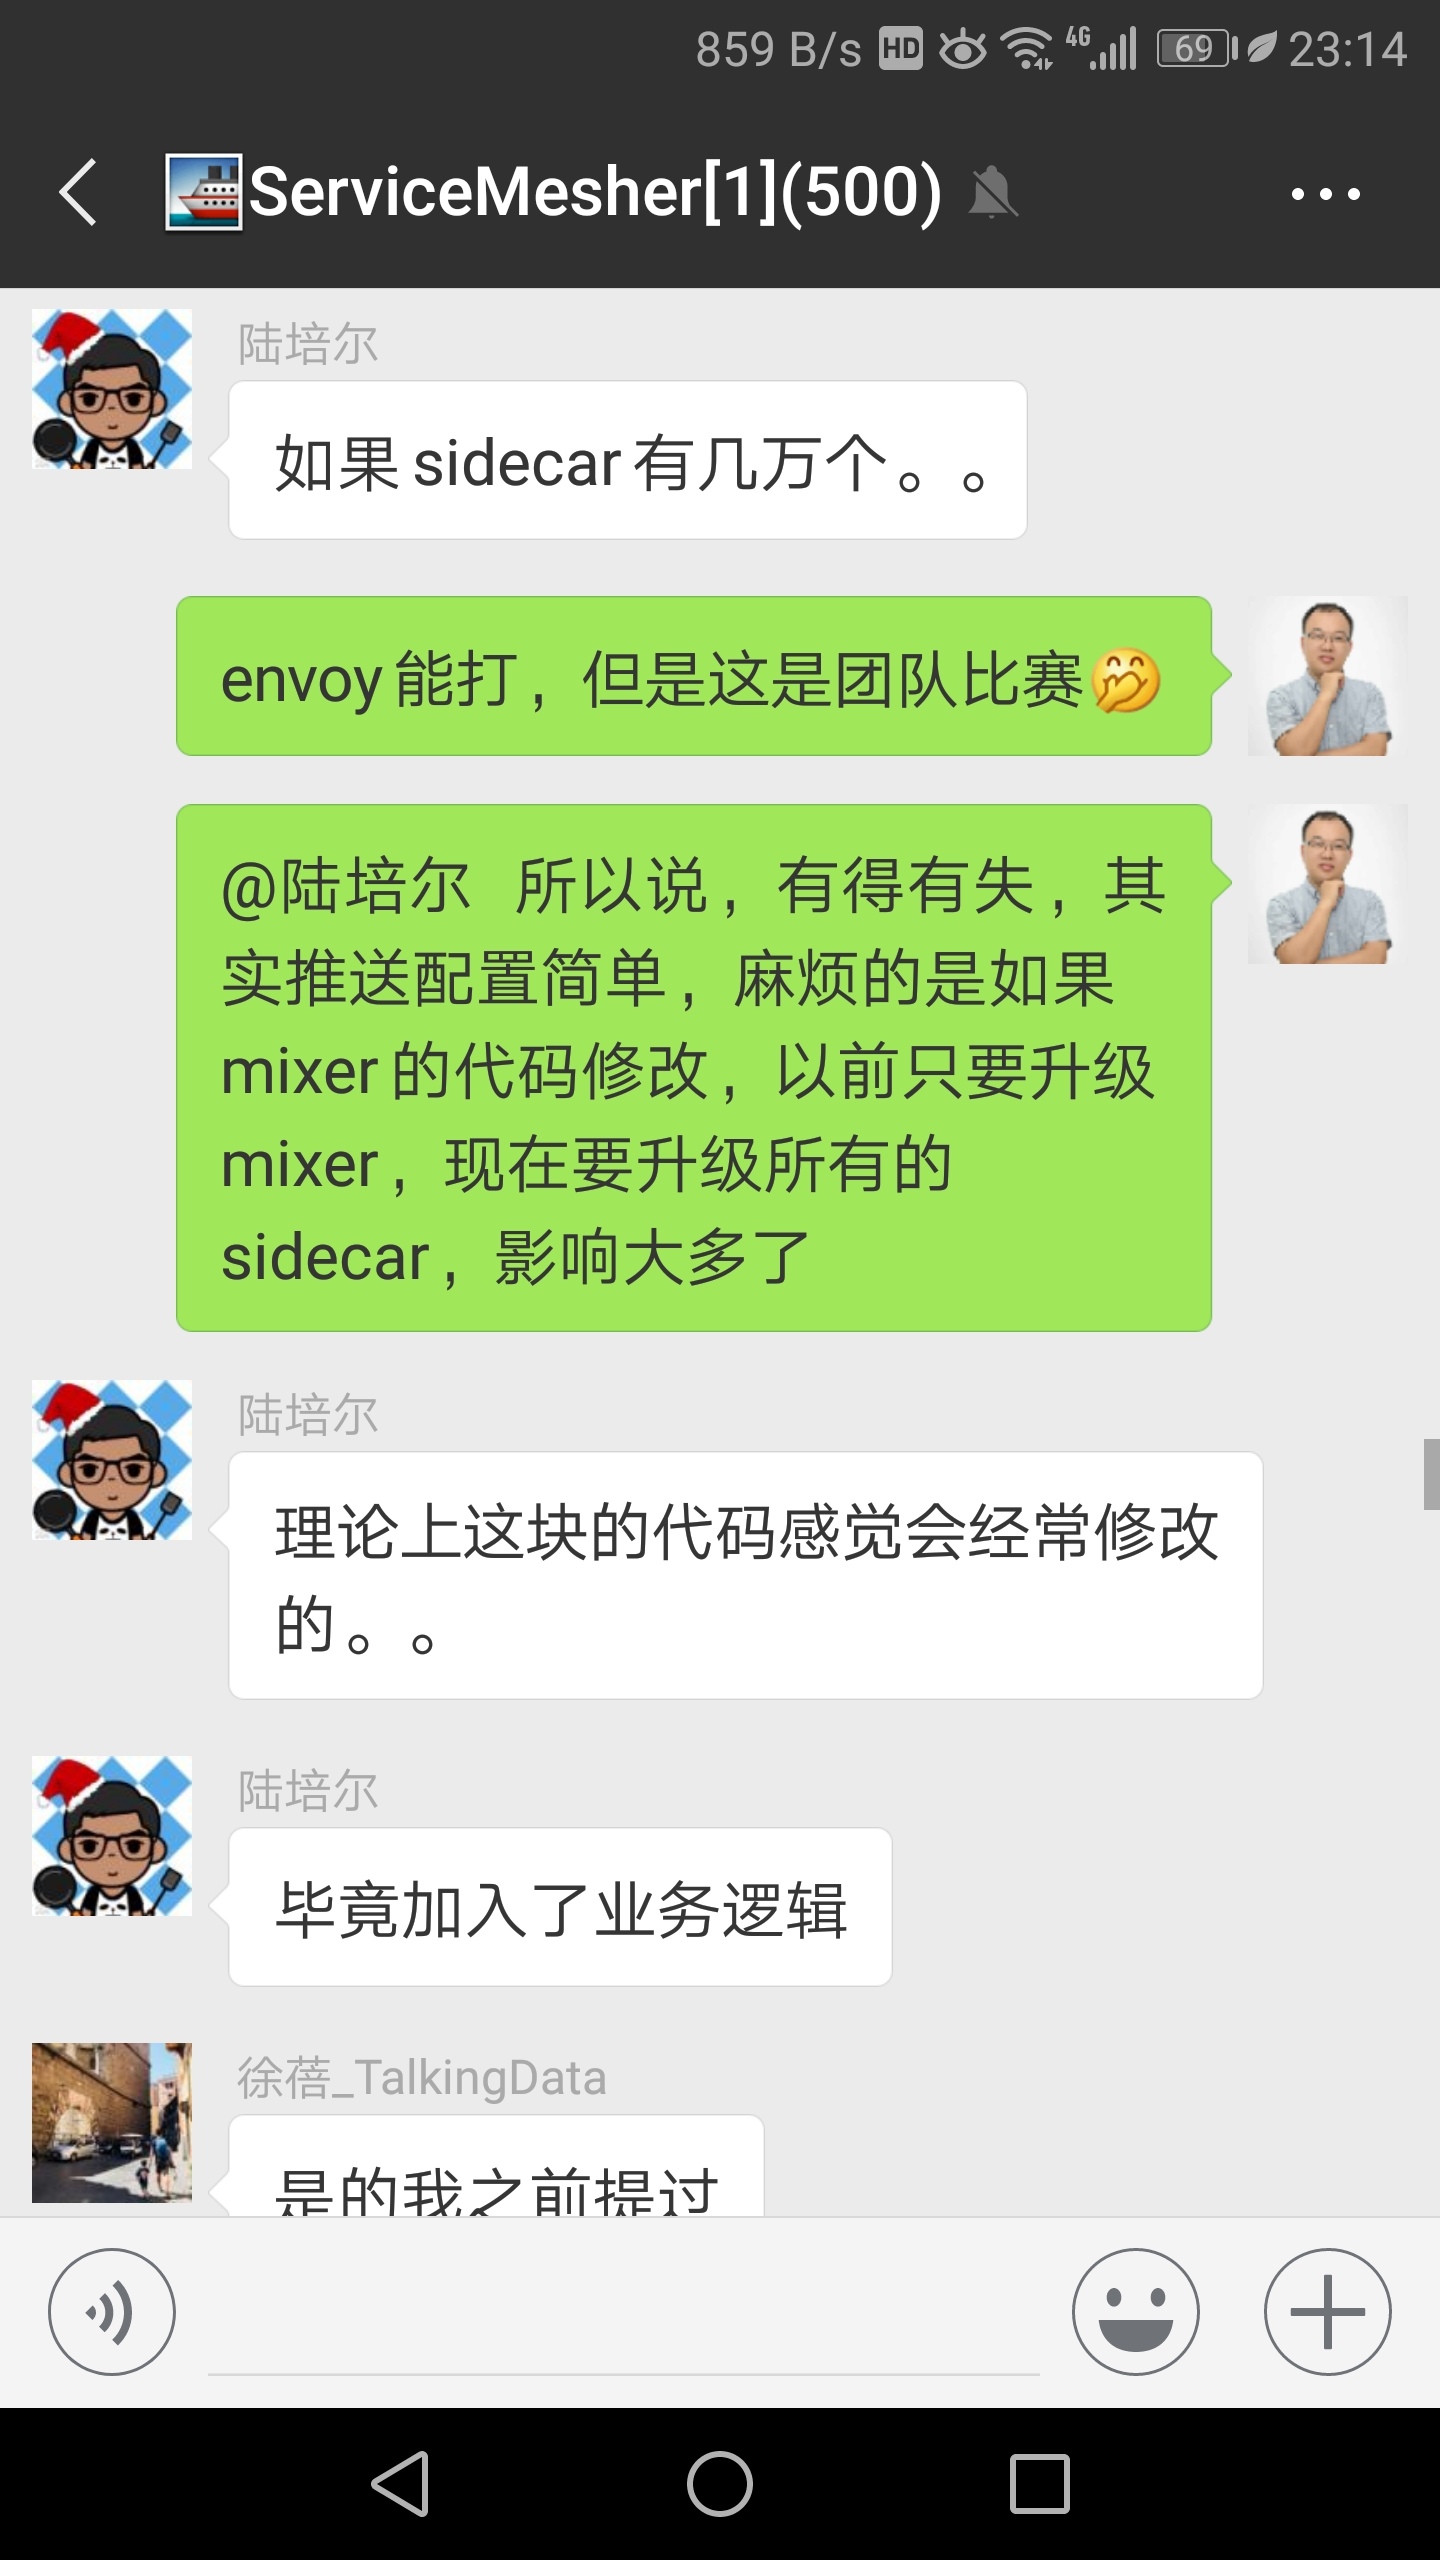 859 B/s HD 4G 69 23:14
ServiceMesher[1](500)
陆培尔
如果 sidecar 有几万个。。
envoy 能打，但是这是团队比赛🤭
@陆培尔 所以说，有得有失，其
实推送配置简单，麻烦的是如果
mixer 的代码修改，以前只要升级
mixer，现在要升级所有的
sidecar，影响大多了
陆培尔
理论上这块的代码感觉会经常修改
的。。
陆培尔
毕竟加入了业务逻辑
徐蓓_TalkingData
是的我之前提过